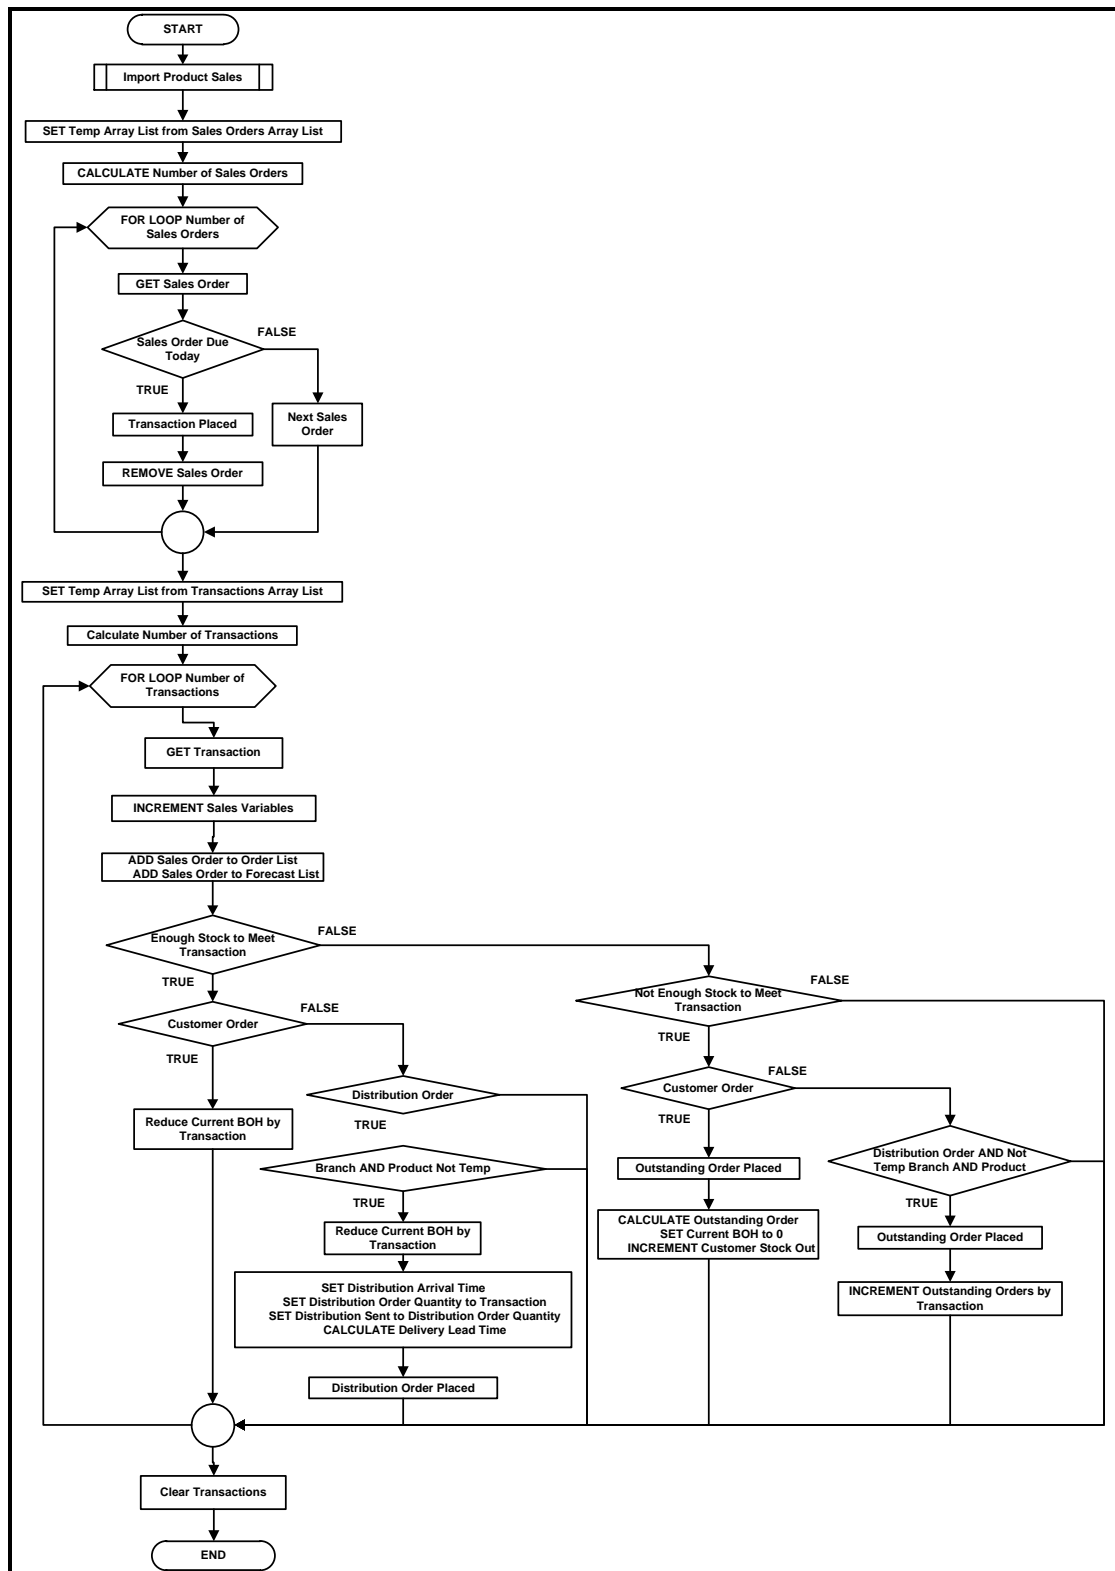 START
Import Product Sales
SET Temp Array List from Sales Orders Array List
CALCULATE Number of Sales Orders
FOR LOOP Number of
Sales Orders
GET Sales Order
Sales Order Due
Today
FALSE
TRUE
Transaction Placed
Next Sales
Order
REMOVE Sales Order
SET Temp Array List from Transactions Array List
Calculate Number of Transactions
FOR LOOP Number of
Transactions
GET Transaction
INCREMENT Sales Variables
ADD Sales Order to Order List
ADD Sales Order to Forecast List
Enough Stock to Meet
Transaction
FALSE
TRUE
Not Enough Stock to Meet
Transaction
FALSE
TRUE
Customer Order
FALSE
TRUE
Customer Order
FALSE
TRUE
Distribution Order
TRUE
Reduce Current BOH by
Transaction
Branch AND Product Not Temp
TRUE
Outstanding Order Placed
Distribution Order AND Not
Temp Branch AND Product
TRUE
Reduce Current BOH by
Transaction
CALCULATE Outstanding Order
SET Current BOH to 0
INCREMENT Customer Stock Out
Outstanding Order Placed
SET Distribution Arrival Time
SET Distribution Order Quantity to Transaction
SET Distribution Sent to Distribution Order Quantity
CALCULATE Delivery Lead Time
INCREMENT Outstanding Orders by
Transaction
Distribution Order Placed
Clear Transactions
END